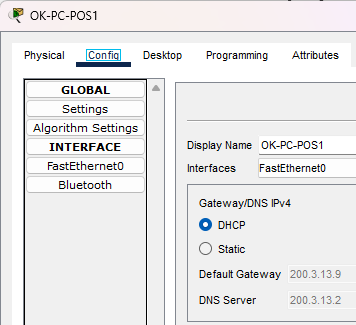 OK-PC-POS1
Physical Config Desktop Programming Attributes
GLOBAL
Settings
Algorithm Settings
INTERFACE
FastEthernet0
Bluetooth
Display Name OK-PC-POS1
Interfaces FastEthernet0
Gateway/DNS IPv4
DHCP
Static
Default Gateway 200.3.13.9
DNS Server 200.3.13.2